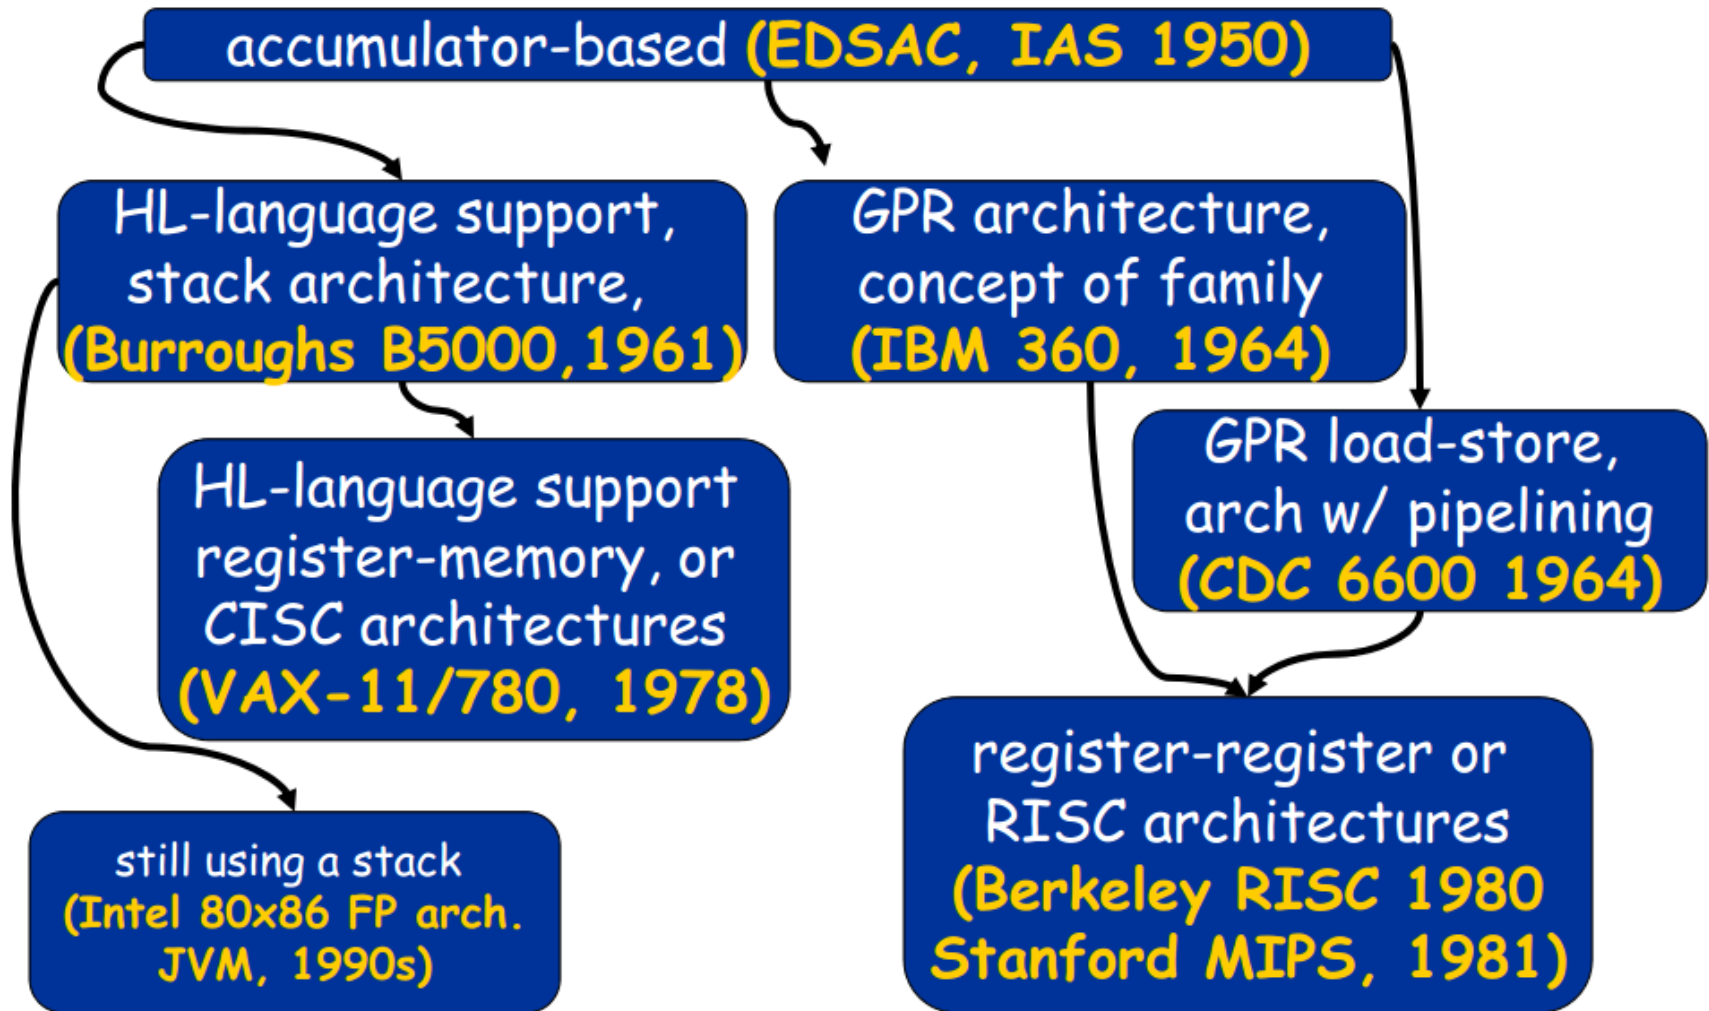 accumulator-based (EDSAC, IAS 1950)
HL-language support,
stack architecture,
(Burroughs B5000,1961)
GPR architecture,
concept of family
(IBM 360, 1964)
GPR load-store,
arch w/ pipelining
(CDC 6600 1964)
HL-language support
register-memory, or
CISC architectures
(VAX-11/780, 1978)
register-register or
RISC architectures
(Berkeley RISC 1980
Stanford MIPS, 1981)
still using a stack
(Intel 80x86 FP arch.
JVM, 1990s)